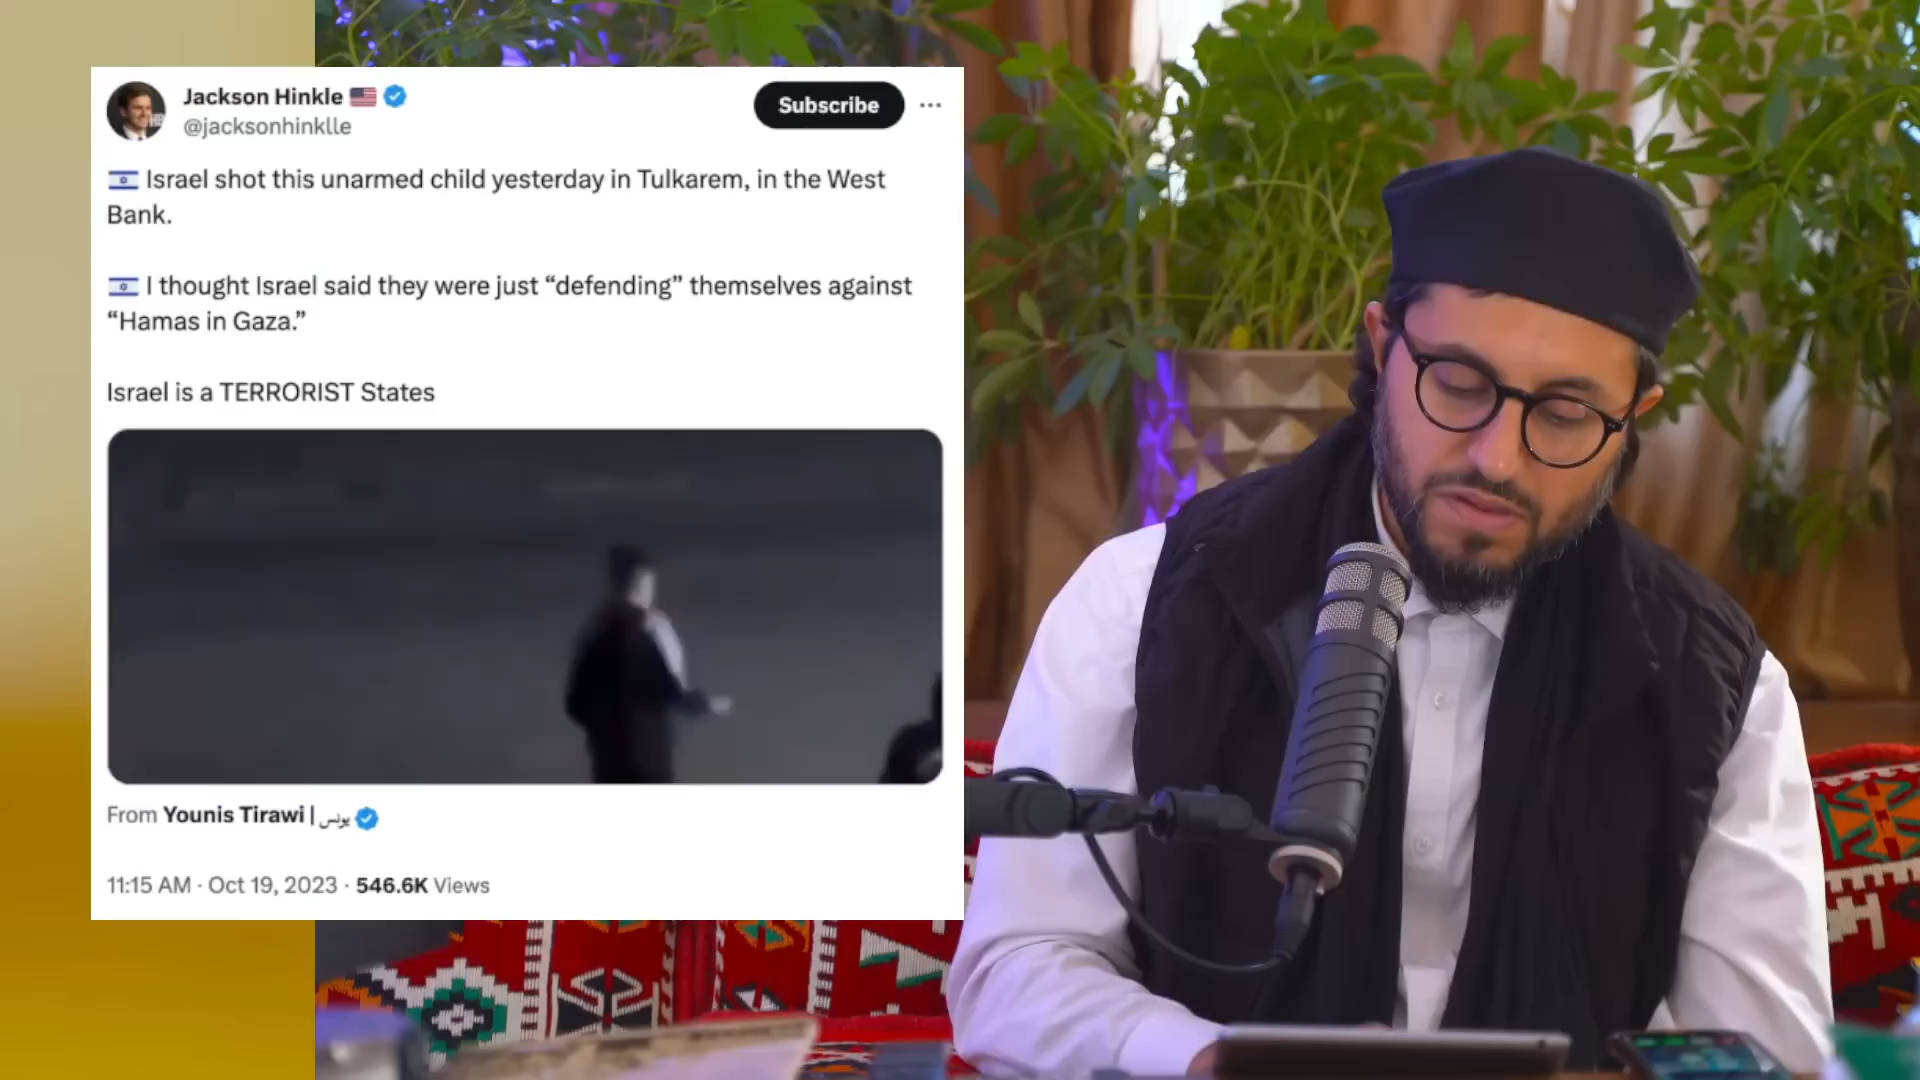 Jackson Hinkle
@jacksonhinklle
Subscribe
Israel shot this unarmed child yesterday in Tulkarem, in the West
Bank.
I thought Israel said they were just “defending” themselves against
“Hamas in Gaza.”
Israel is a TERRORIST States
From Younis Tirawi | يونس
11:15 AM · Oct 19, 2023 · 546.6K Views